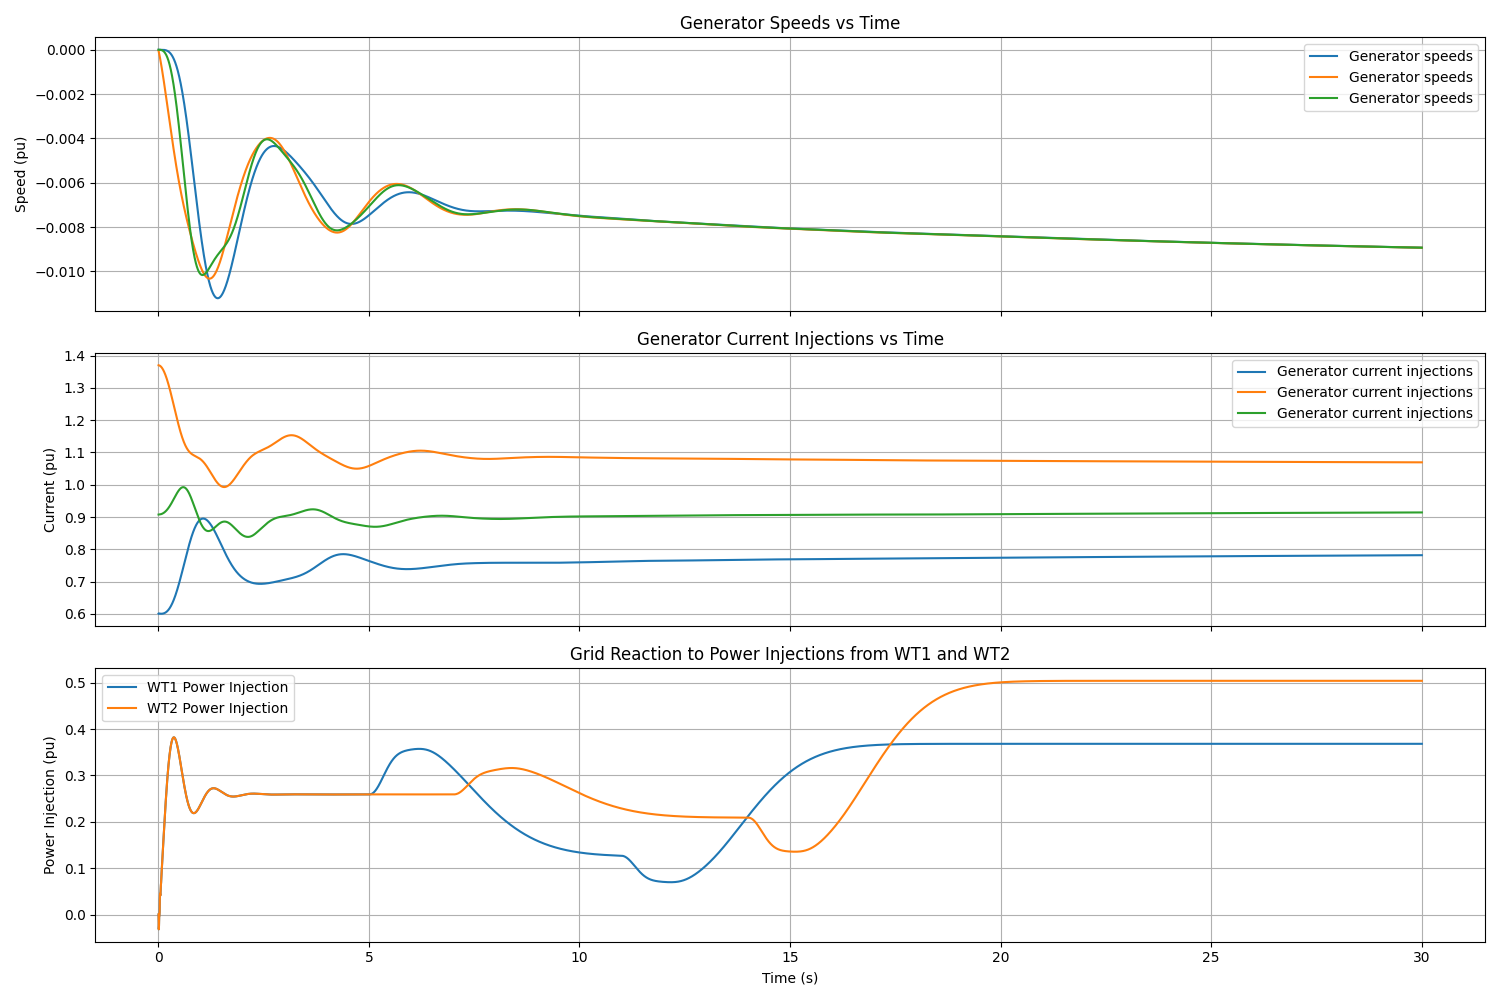 Generator Speeds vs Time
Speed (pu)
0.000
−0.002
−0.004
−0.006
−0.008
−0.010
Generator speeds
Generator speeds
Generator speeds
Generator Current Injections vs Time
Current (pu)
1.4
1.3
1.2
1.1
1.0
0.9
0.8
0.7
0.6
Generator current injections
Generator current injections
Generator current injections
Grid Reaction to Power Injections from WT1 and WT2
Power Injection (pu)
0.5
0.4
0.3
0.2
0.1
0.0
WT1 Power Injection
WT2 Power Injection
0 5 10 15 20 25 30
Time (s)